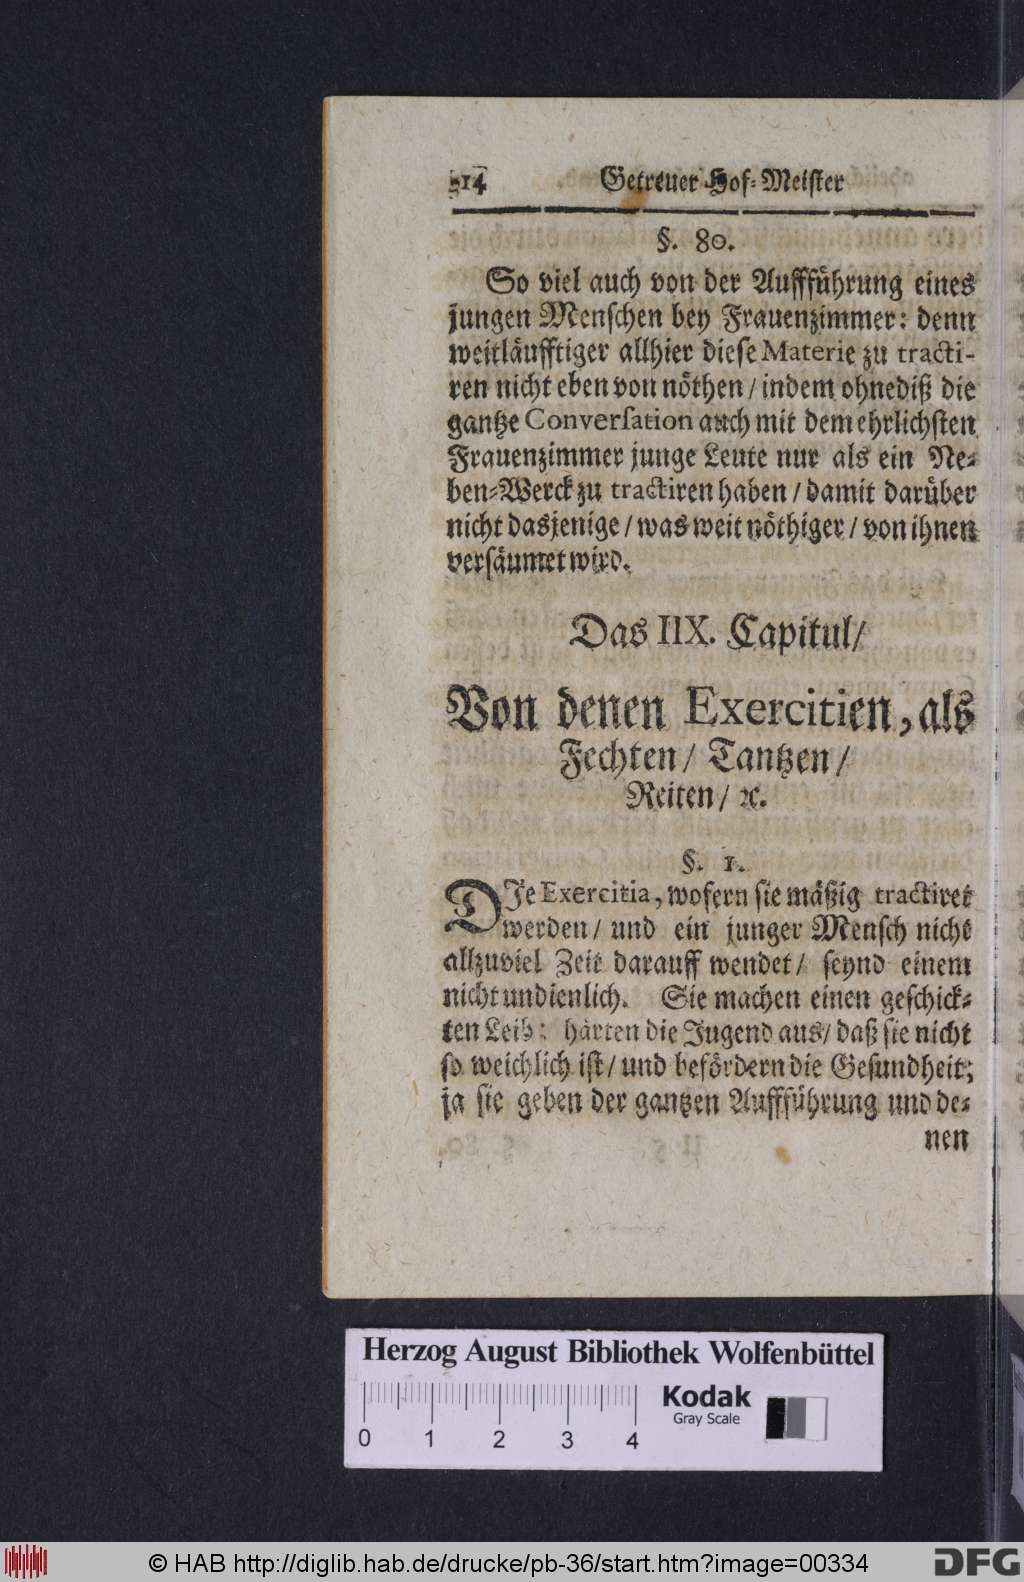 314 Getreuer Hof-Meister
§. 80.
So viel auch von der Auffführung eines
jungen Menschen bey Frauenzimmer: denn
weitläufftiger allhier diese Materie zu tracti-
ren nicht eben von nöthen / indem ohnediß die
gantze Conversation auch mit dem ehrlichsten
Frauenzimmer junge Leute nur als ein Ne-
ben-Werck zu tractiren haben / damit darüber
nicht dasjenige / was weit nöthiger / von ihnen
versäumet wird.
Das IIX. Capitul /
Von denen Exercitien, als
Fechten / Tantzen /
Reiten / ꝛc.
§. 1.
DJe Exercitia, wofern sie mäßig tractiret
werden / und ein junger Mensch nicht
allzuviel Zeit darauff wendet / seynd einem
nicht undienlich. Sie machen einen geschick-
ten Leib: härten die Jugend aus / daß sie nicht
so weichlich ist / und befördern die Gesundheit;
ja sie geben der gantzen Auffführung und de-
nen
Herzog August Bibliothek Wolfenbüttel
Kodak
Gray Scale
0 1 2 3 4
© HAB http://diglib.hab.de/drucke/pb-36/start.htm?image=00334
DFG